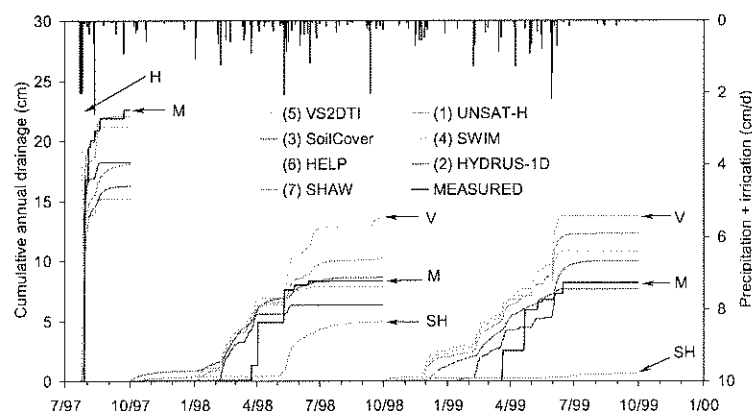 30
25
20
15
10
5
0
Cumulative annual drainage (cm)
0
2
4
6
8
10
Precipitation + irrigation (cm/d)
H
M
(5) VS2DTI
(1) UNSAT-H
(3) SoilCover
(4) SWIM
(6) HELP
(2) HYDRUS-1D
(7) SHAW
MEASURED
V
M
SH
V
M
SH
7/97
10/97
1/98
4/98
7/98
10/98
1/99
4/99
7/99
10/99
1/00